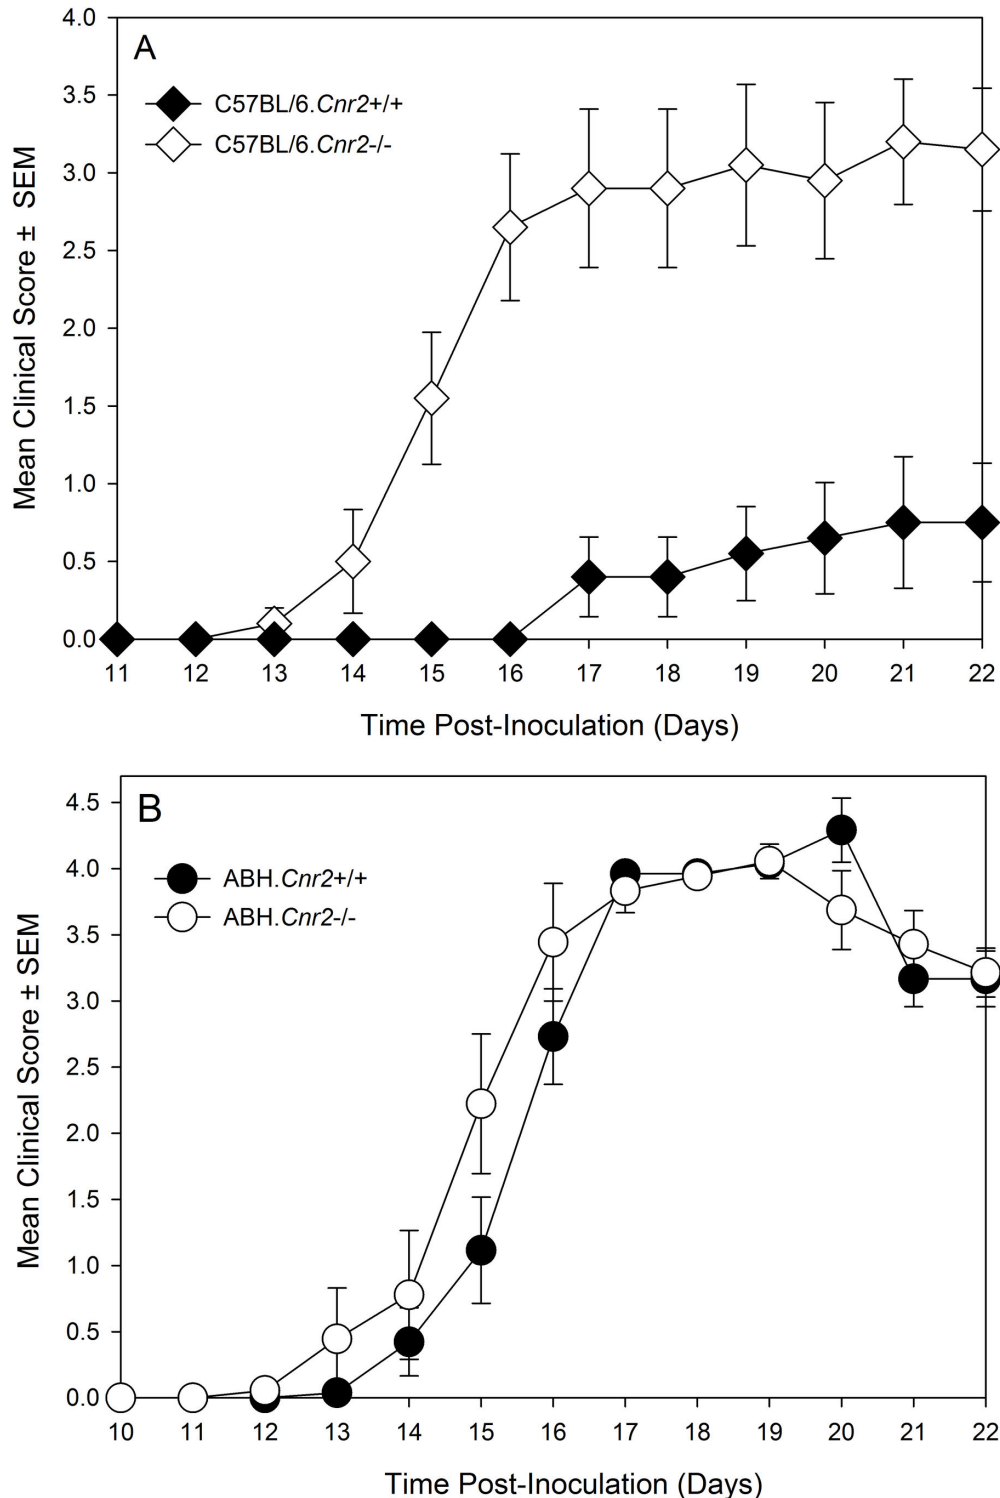 A
C57BL/6.Cnr2+/+
C57BL/6.Cnr2-/-
Mean Clinical Score ± SEM
4.0
3.5
3.0
2.5
2.0
1.5
1.0
0.5
0.0
11 12 13 14 15 16 17 18 19 20 21 22
Time Post-Inoculation (Days)
B
ABH.Cnr2+/+
ABH.Cnr2-/-
Mean Clinical Score ± SEM
4.5
4.0
3.5
3.0
2.5
2.0
1.5
1.0
0.5
0.0
10 11 12 13 14 15 16 17 18 19 20 21 22
Time Post-Inoculation (Days)